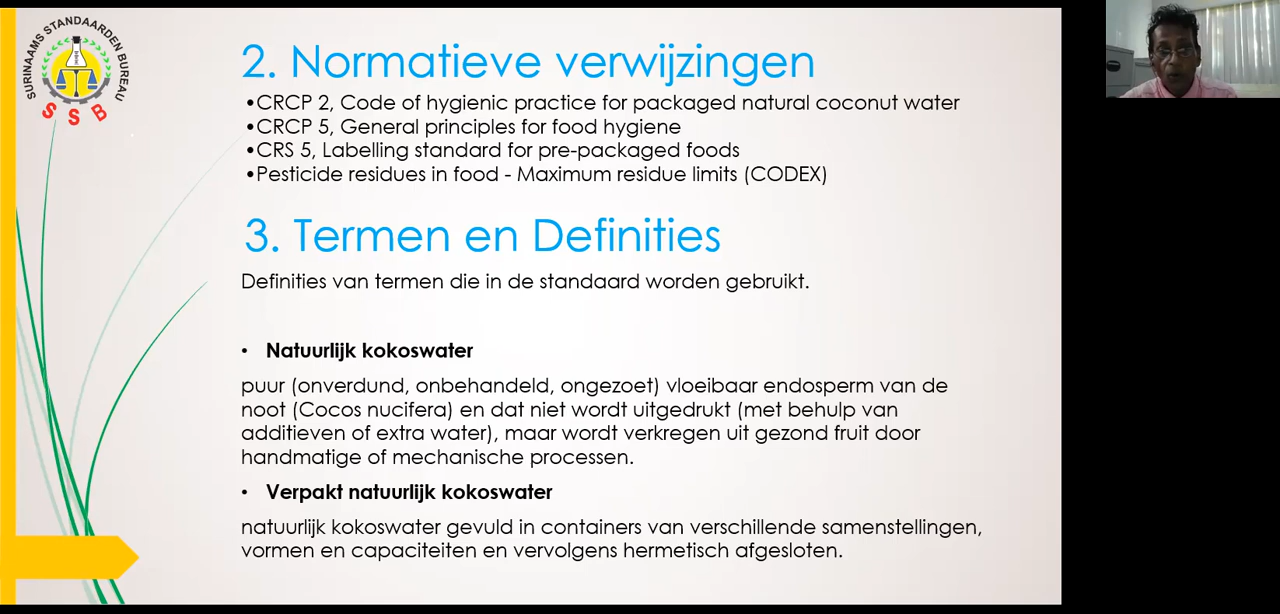 SURINAAMS STANDAARDEN BUREAU
SSB
2. Normatieve verwijzingen
•CRCP 2, Code of hygienic practice for packaged natural coconut water
•CRCP 5, General principles for food hygiene
•CRS 5, Labelling standard for pre-packaged foods
•Pesticide residues in food - Maximum residue limits (CODEX)
3. Termen en Definities
Definities van termen die in de standaard worden gebruikt.
• Natuurlijk kokoswater
puur (onverdund, onbehandeld, ongezoet) vloeibaar endosperm van de
noot (Cocos nucifera) en dat niet wordt uitgedrukt (met behulp van
additieven of extra water), maar wordt verkregen uit gezond fruit door
handmatige of mechanische processen.
• Verpakt natuurlijk kokoswater
natuurlijk kokoswater gevuld in containers van verschillende samenstellingen,
vormen en capaciteiten en vervolgens hermetisch afgesloten.